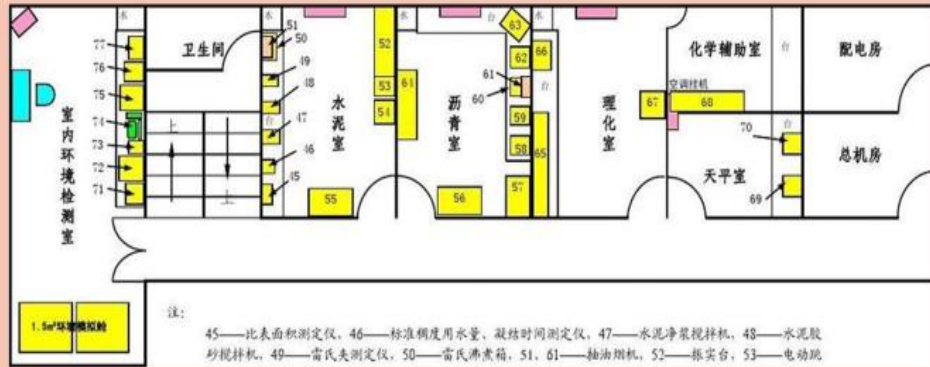 水
水
台
水
水
77
76
75
74
73
72
71
卫生间
上
上
室内环境检测室
1.5m³环境模拟舱
51
50
49
48
47
46
45
台
水泥室
52
53
54
55
64
沥青室
56
63
62
61
60
59
58
57
66
台
65
理化室
67
空调挂机
68
化学辅助室
台
台
70
69
天平室
配电房
总机房
注:
45——比表面积测定仪、46——标准稠度用水量、凝结时间测定仪、47——水泥净浆搅拌机、48——水泥胶
砂搅拌机、49——雷氏夹测定仪、50——雷氏沸煮箱、51、61——抽油烟机、52——振实台、53——电动跳